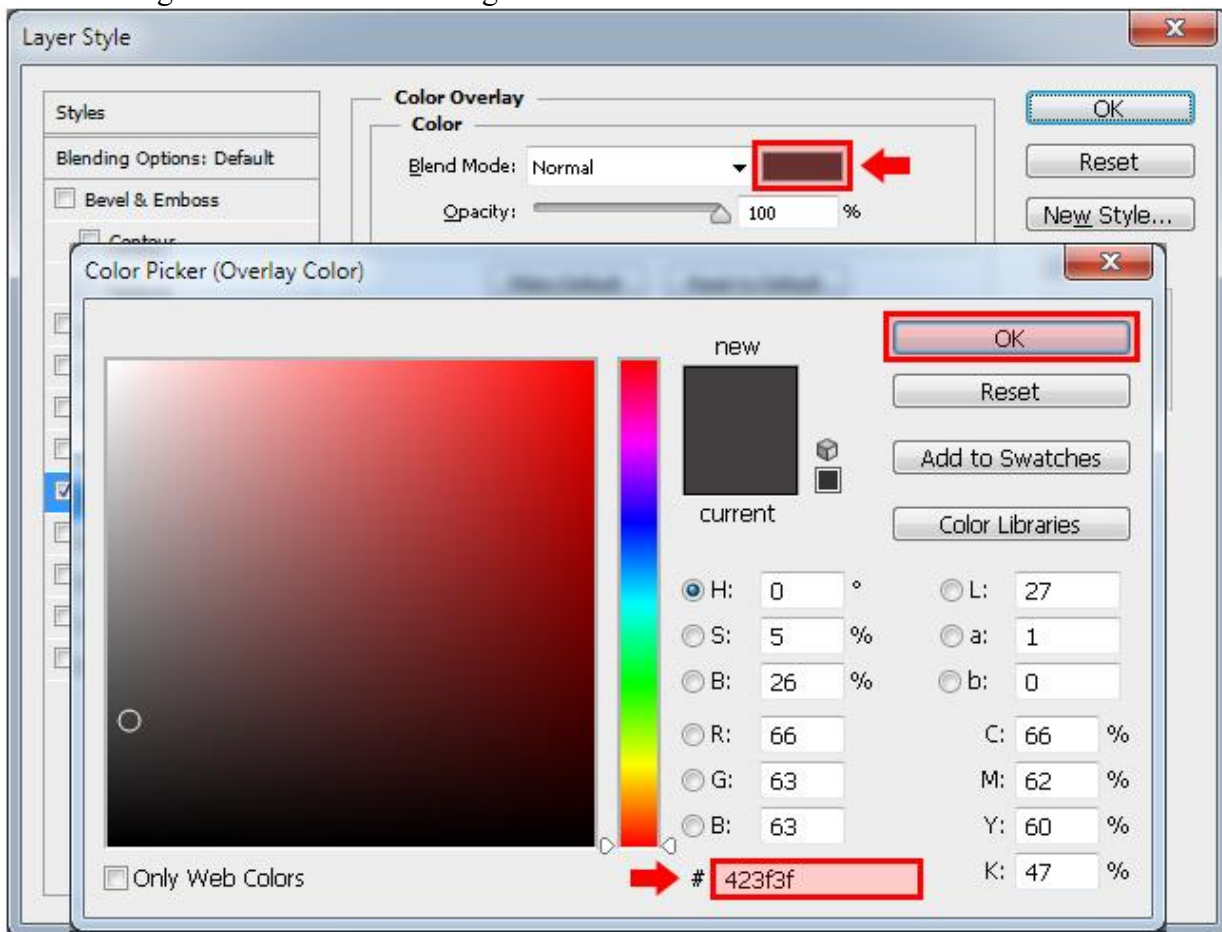 Layer Style
Styles
Blending Options: Default
Bevel & Emboss
Contour
Color Overlay
Color
Blend Mode: Normal
Opacity: 100 %
OK
Reset
New Style...
Color Picker (Overlay Color)
new
current
OK
Reset
Add to Swatches
Color Libraries
H: 0 °
S: 5 %
B: 26 %
R: 66
G: 63
B: 63
# 423f3f
L: 27
a: 1
b: 0
C: 66 %
M: 62 %
Y: 60 %
K: 47 %
Only Web Colors